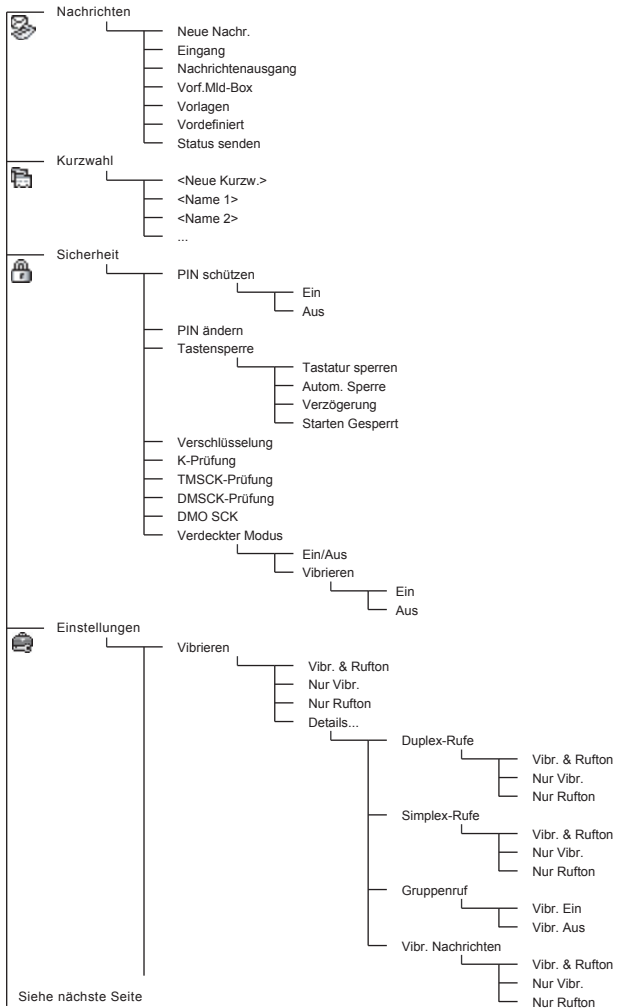 Nachrichten
Neue Nachr.
Eingang
Nachrichtenausgang
Vorf.Mld-Box
Vorlagen
Vordefiniert
Status senden
Kurzwahl
<Neue Kurzw.>
<Name 1>
<Name 2>
...
Sicherheit
PIN schützen
Ein
Aus
PIN ändern
Tastensperre
Tastatur sperren
Autom. Sperre
Verzögerung
Starten Gesperrt
Verschlüsselung
K-Prüfung
TMSCK-Prüfung
DMSCK-Prüfung
DMO SCK
Verdeckter Modus
Ein/Aus
Vibrieren
Ein
Aus
Einstellungen
Vibrieren
Vibr. & Rufton
Nur Vibr.
Nur Rufton
Details...
Duplex-Rufe
Vibr. & Rufton
Nur Vibr.
Nur Rufton
Simplex-Rufe
Vibr. & Rufton
Nur Vibr.
Nur Rufton
Gruppenruf
Vibr. Ein
Vibr. Aus
Vibr. Nachrichten
Vibr. & Rufton
Nur Vibr.
Nur Rufton
Siehe nächste Seite